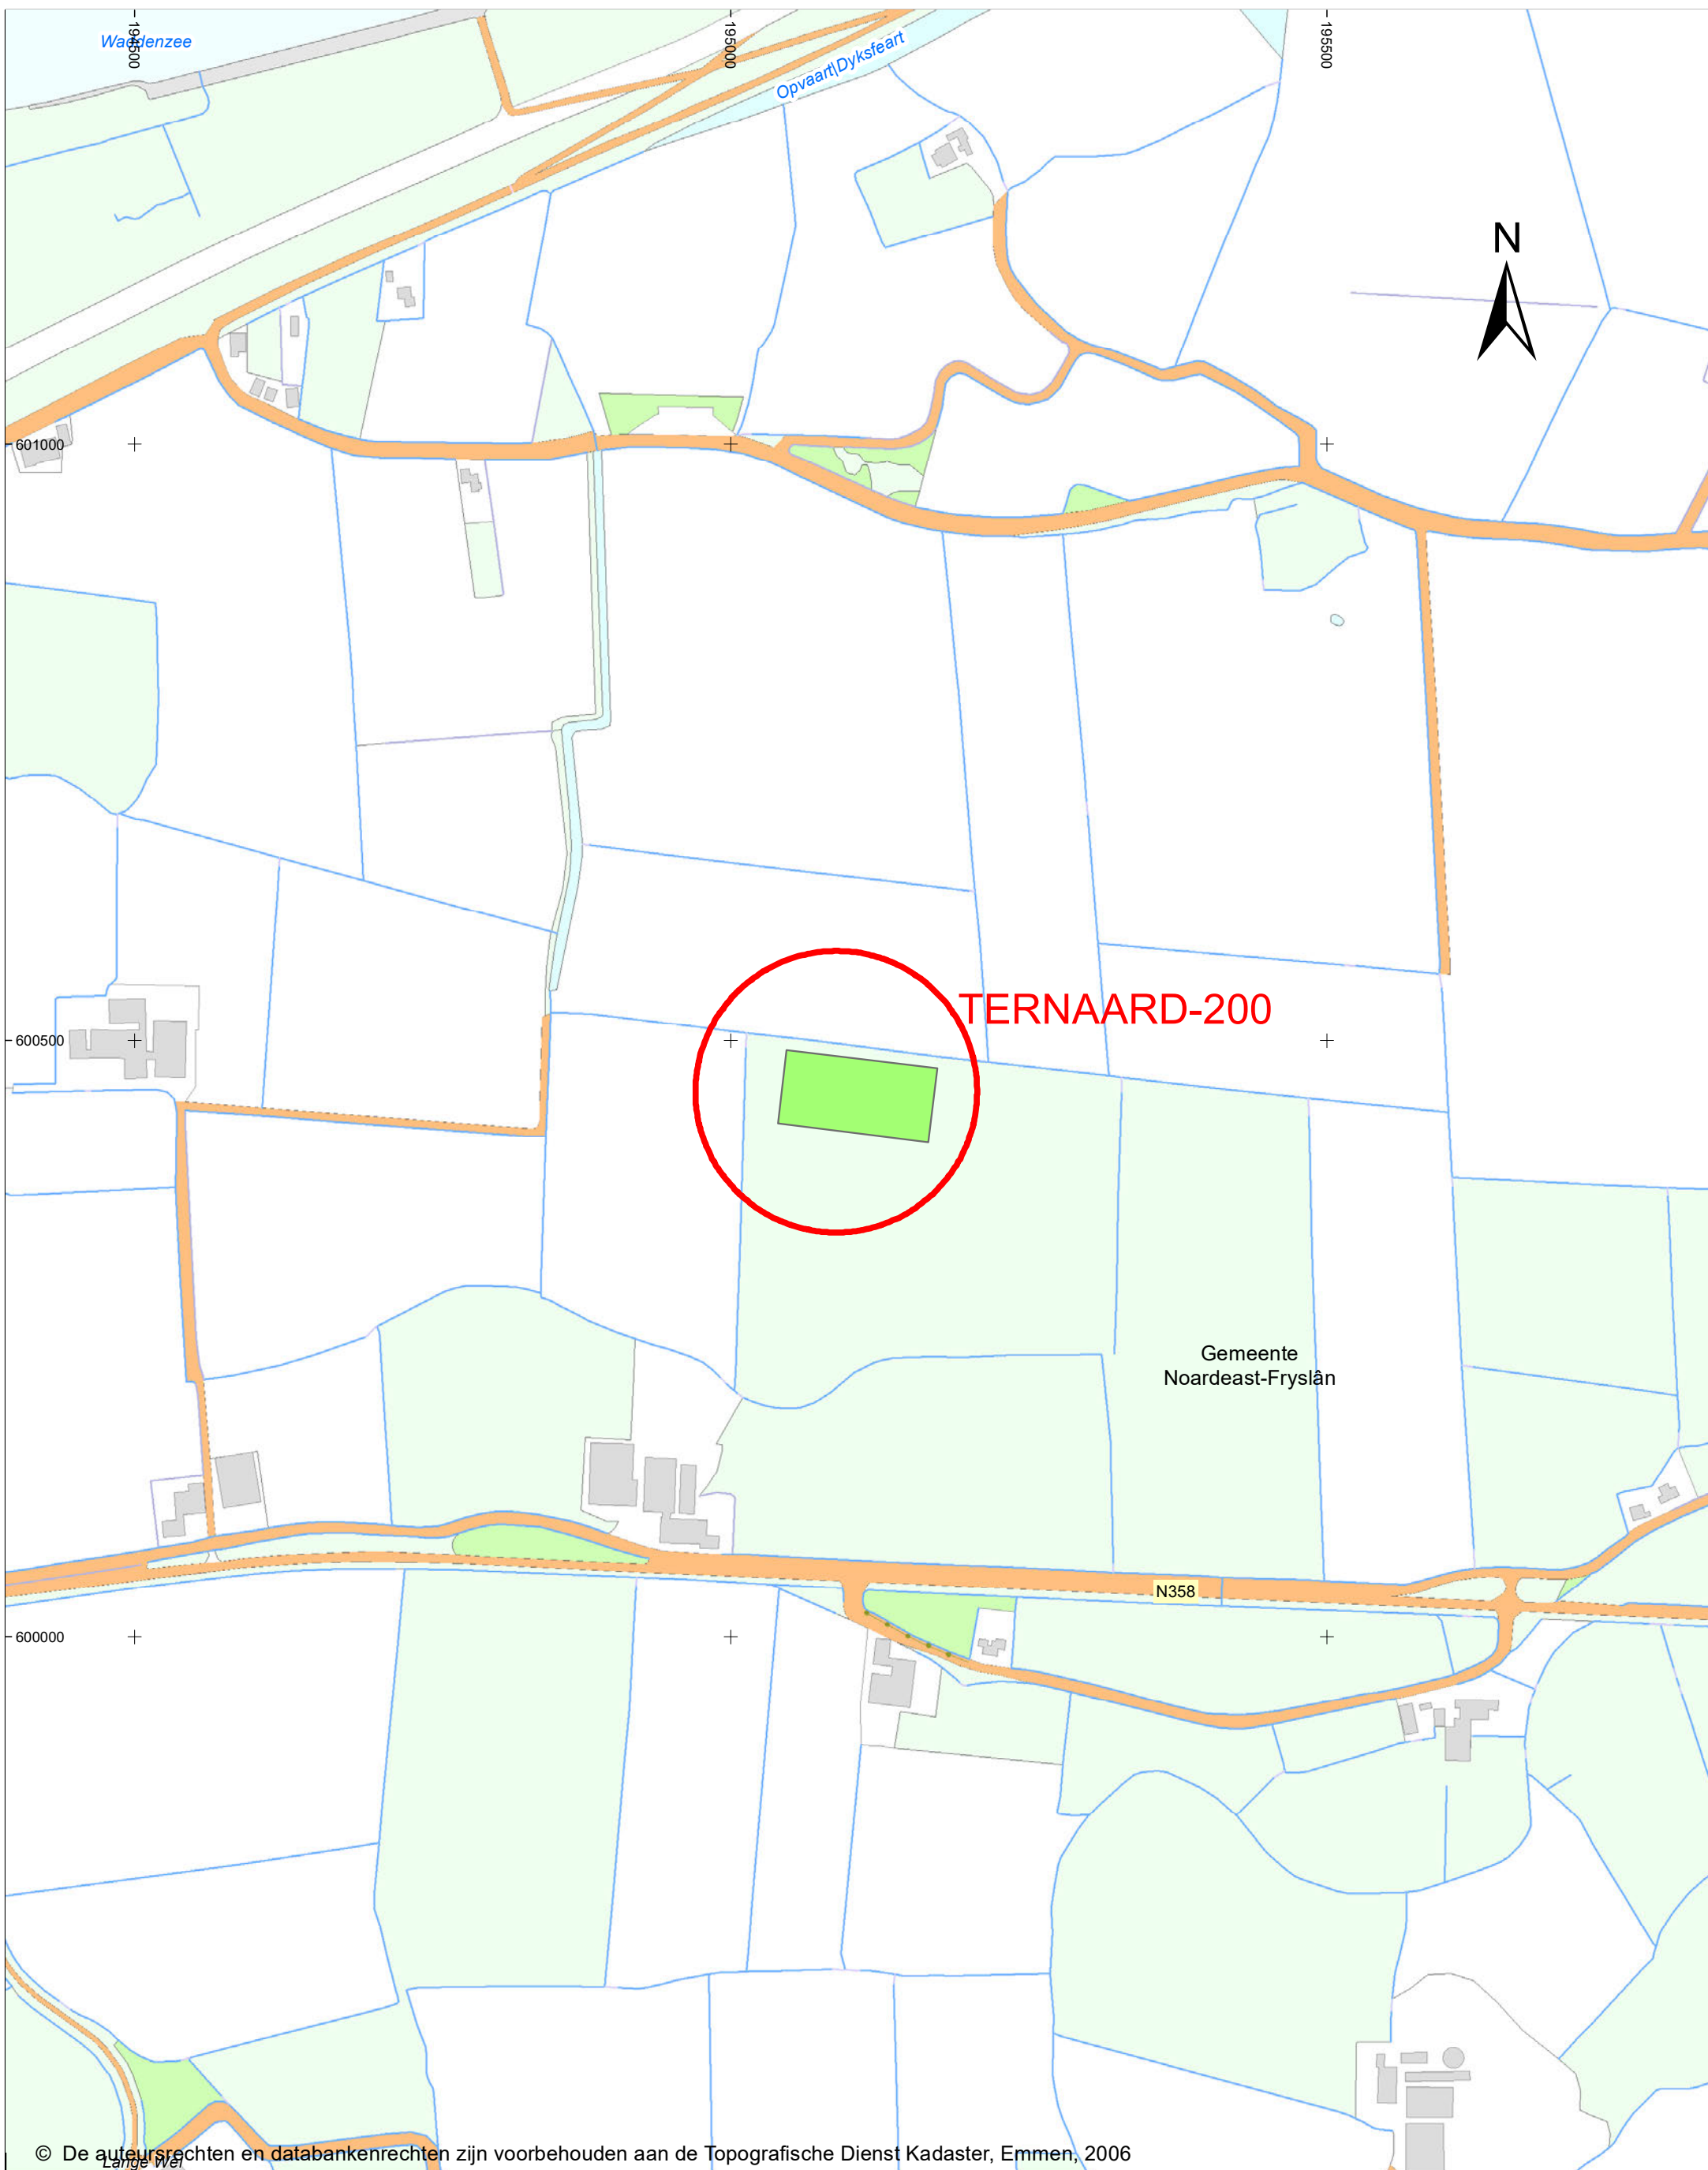 Waddenzee
194500
195000
195500
Opvaart|Dyksfeart
N
601000
TERNAARD-200
600500
Gemeente
Noardeast-Fryslân
N358
600000
© De auteursrechten en databankenrechten zijn voorbehouden aan de Topografische Dienst Kadaster, Emmen, 2006
Lange Wei